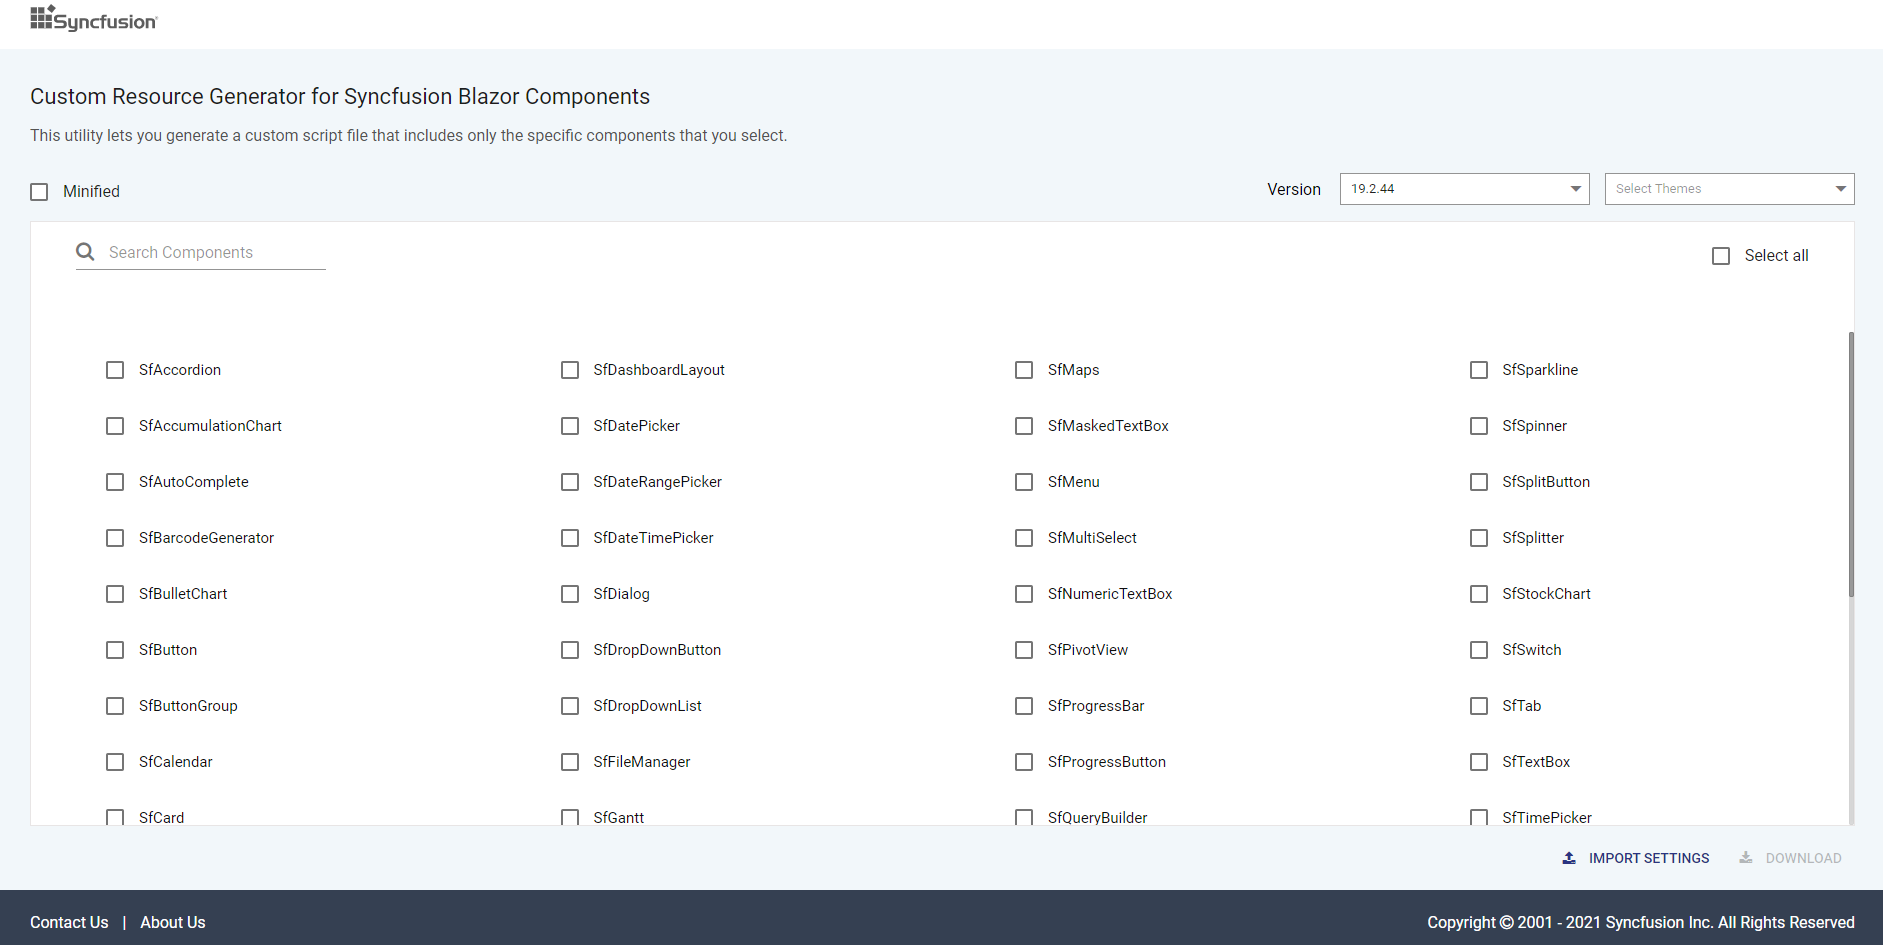 Syncfusion
Custom Resource Generator for Syncfusion Blazor Components
This utility lets you generate a custom script file that includes only the specific components that you select.
Minified
Version 19.2.44 Select Themes
Search Components
Select all
SfAccordion SfDashboardLayout SfMaps SfSparkline
SfAccumulationChart SfDatePicker SfMaskedTextBox SfSpinner
SfAutoComplete SfDateRangePicker SfMenu SfSplitButton
SfBarcodeGenerator SfDateTimePicker SfMultiSelect SfSplitter
SfBulletChart SfDialog SfNumericTextBox SfStockChart
SfButton SfDropDownButton SfPivotView SfSwitch
SfButtonGroup SfDropDownList SfProgressBar SfTab
SfCalendar SfFileManager SfProgressButton SfTextBox
SfCard SfGantt SfQueryBuilder SfTimePicker
IMPORT SETTINGS DOWNLOAD
Contact Us | About Us Copyright © 2001 - 2021 Syncfusion Inc. All Rights Reserved